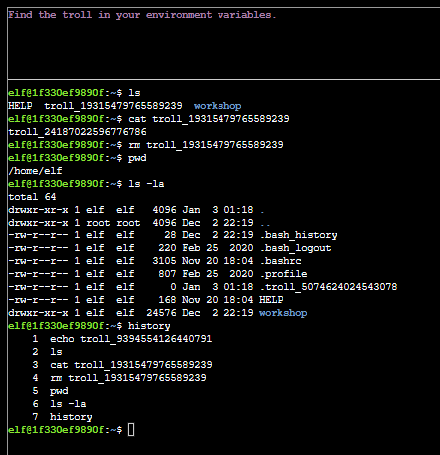 Find the troll in your environment variables.
elf@1f330ef9890f:~$ ls
HELP  troll_19315479765589239  workshop
elf@1f330ef9890f:~$ cat troll_19315479765589239
troll_24187022596776786
elf@1f330ef9890f:~$ rm troll_19315479765589239
elf@1f330ef9890f:~$ pwd
/home/elf
elf@1f330ef9890f:~$ ls -la
total 64
drwxr-xr-x 1 elf  elf   4096 Jan  3 01:18 .
drwxr-xr-x 1 root root  4096 Dec  2 22:19 ..
-rw-r--r-- 1 elf  elf     28 Dec  2 22:19 .bash_history
-rw-r--r-- 1 elf  elf    220 Feb 25  2020 .bash_logout
-rw-r--r-- 1 elf  elf   3105 Nov 20 18:04 .bashrc
-rw-r--r-- 1 elf  elf    807 Feb 25  2020 .profile
-rw-r--r-- 1 elf  elf      0 Jan  3 01:18 .troll_5074624024543078
-rw-r--r-- 1 elf  elf    168 Nov 20 18:04 HELP
drwxr-xr-x 1 elf  elf  24576 Dec  2 22:19 workshop
elf@1f330ef9890f:~$ history
    1  echo troll_9394554126440791
    2  ls
    3  cat troll_19315479765589239
    4  rm troll_19315479765589239
    5  pwd
    6  ls -la
    7  history
elf@1f330ef9890f:~$